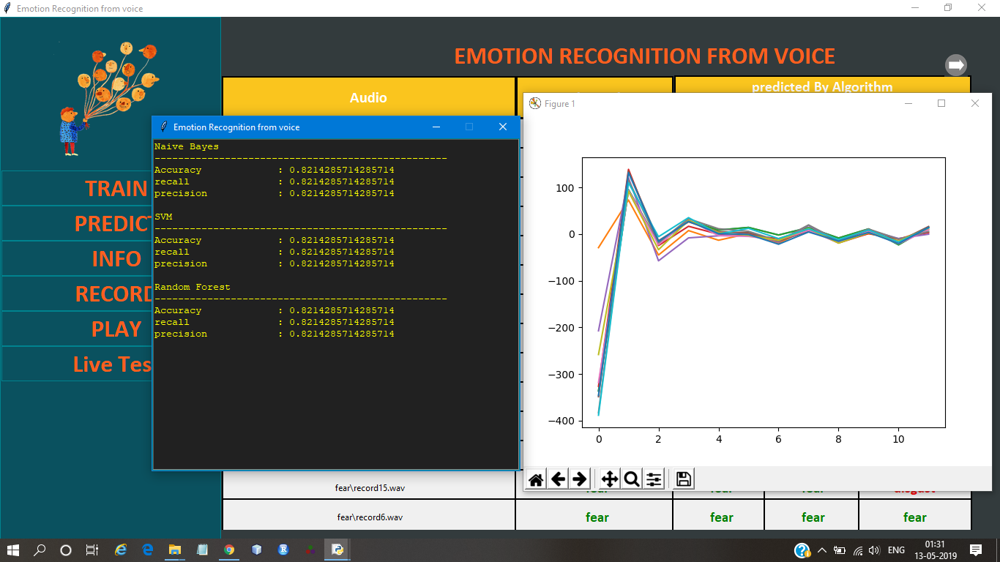 Emotion Recognition from voice
EMOTION RECOGNITION FROM VOICE
Audio
predicted By Algorithm
TRAIN
PREDICT
INFO
RECORD
PLAY
Live Tes
Emotion Recognition from voice
Naive Bayes
--------------------------------------------------
Accuracy : 0.8214285714285714
recall : 0.8214285714285714
precision : 0.8214285714285714
SVM
--------------------------------------------------
Accuracy : 0.8214285714285714
recall : 0.8214285714285714
precision : 0.8214285714285714
Random Forest
--------------------------------------------------
Accuracy : 0.8214285714285714
recall : 0.8214285714285714
precision : 0.8214285714285714
Figure 1
100
0
−100
−200
−300
−400
0 2 4 6 8 10
fear\record15.wav fear fear fear disgust
fear\record6.wav fear fear fear fear
ENG
01:31
13-05-2019